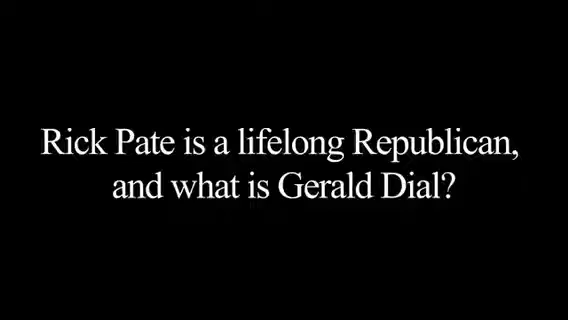 Rick Pate is a lifelong Republican,
and what is Gerald Dial?